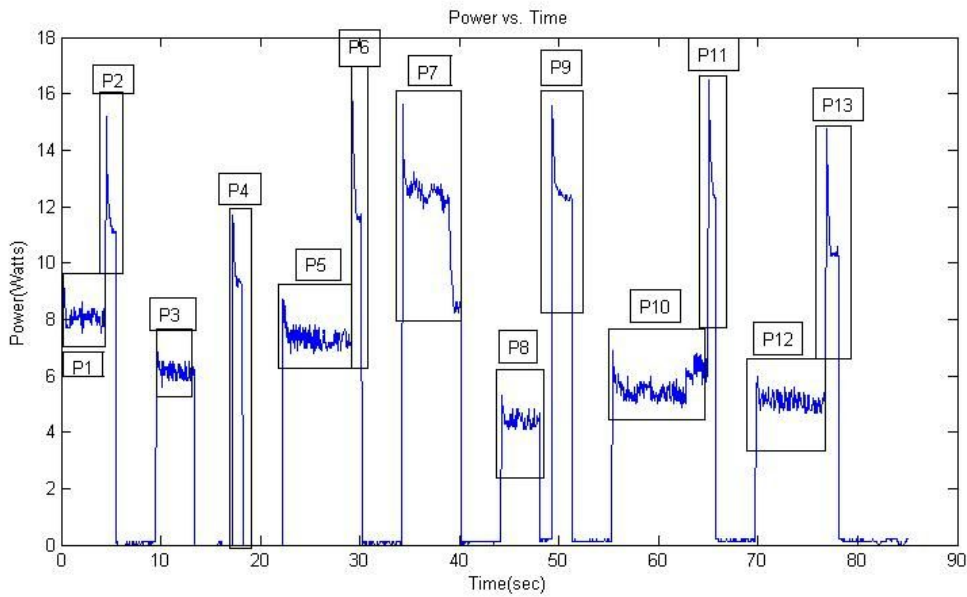 Power vs. Time
Power(Watts)
18
16
14
12
10
8
6
4
2
0
P1
P2
P3
P4
P5
P6
P7
P8
P9
P10
P11
P12
P13
0 10 20 30 40 50 60 70 80 90
Time(sec)